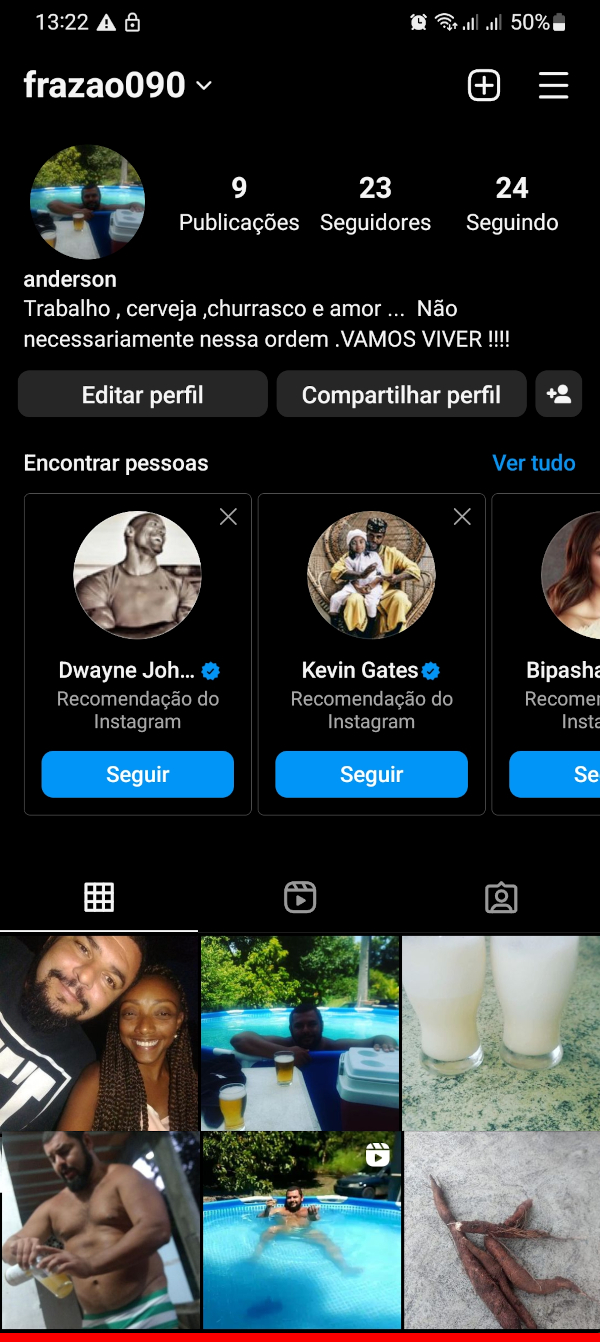 13:22
50%
frazao090
9
23
24
Publicações
Seguidores
Seguindo
anderson
Trabalho , cerveja ,churrasco e amor ...  Não
necessariamente nessa ordem .VAMOS VIVER !!!!
Editar perfil
Compartilhar perfil
Encontrar pessoas
Ver tudo
Dwayne Joh...
Recomendação do
Instagram
Seguir
Kevin Gates
Recomendação do
Instagram
Seguir
Bipasha
Recomen
Insta
Se